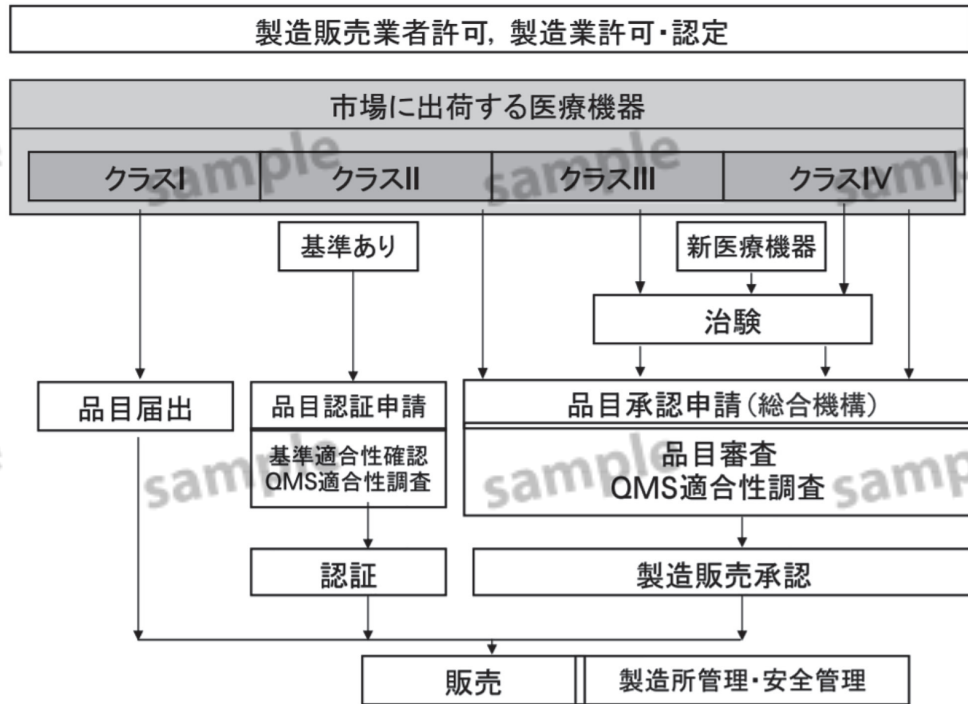 製造販売業者許可, 製造業許可・認定
市場に出荷する医療機器
クラスI クラスII クラスIII クラスIV
sample sample sample
基準あり 新医療機器
治験
品目届出 品目認証申請 品目承認申請(総合機構)
基準適合性確認
QMS適合性調査
品目審査
QMS適合性調査
sample sample sample
認証 製造販売承認
販売 製造所管理・安全管理